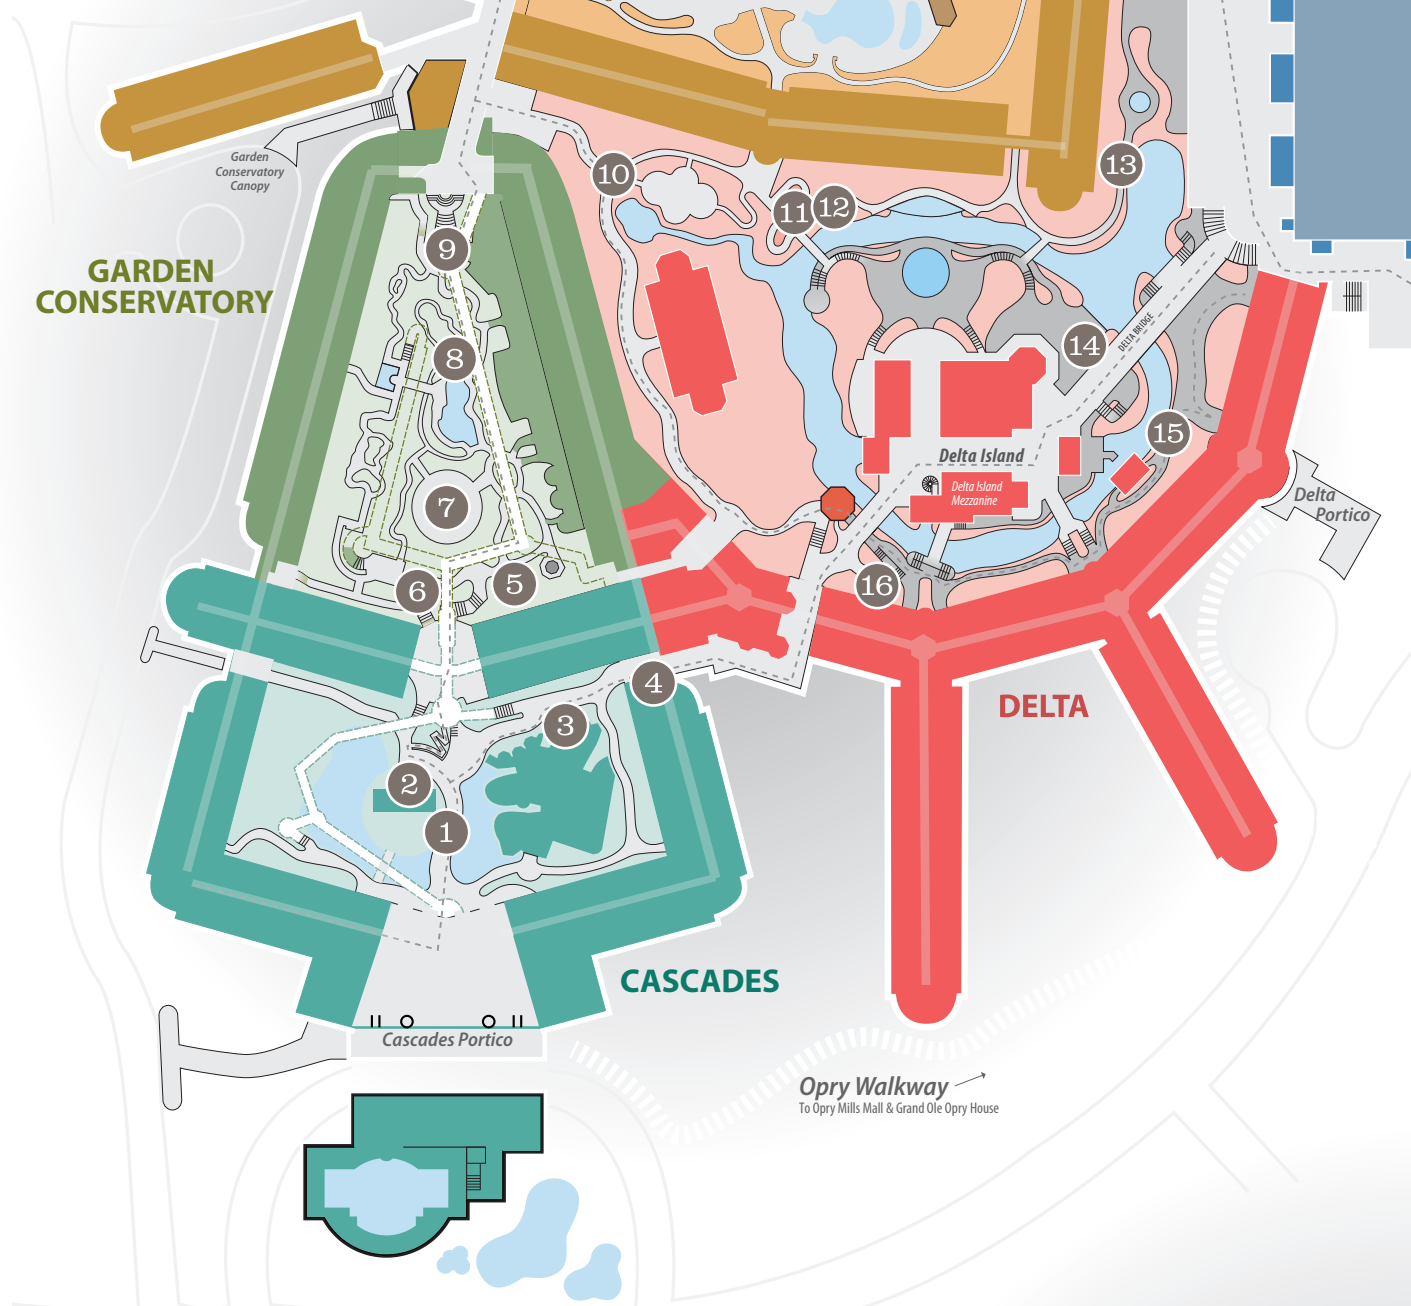 Garden
Conservatory
Canopy
10
11
12
13
9
GARDEN
CONSERVATORY
8
14
DELTA BRIDGE
15
Delta Island
Delta Island
Mezzanine
7
Delta
Portico
6
5
16
4
DELTA
3
2
1
CASCADES
Cascades Portico
Opry Walkway
To Opry Mills Mall & Grand Ole Opry House